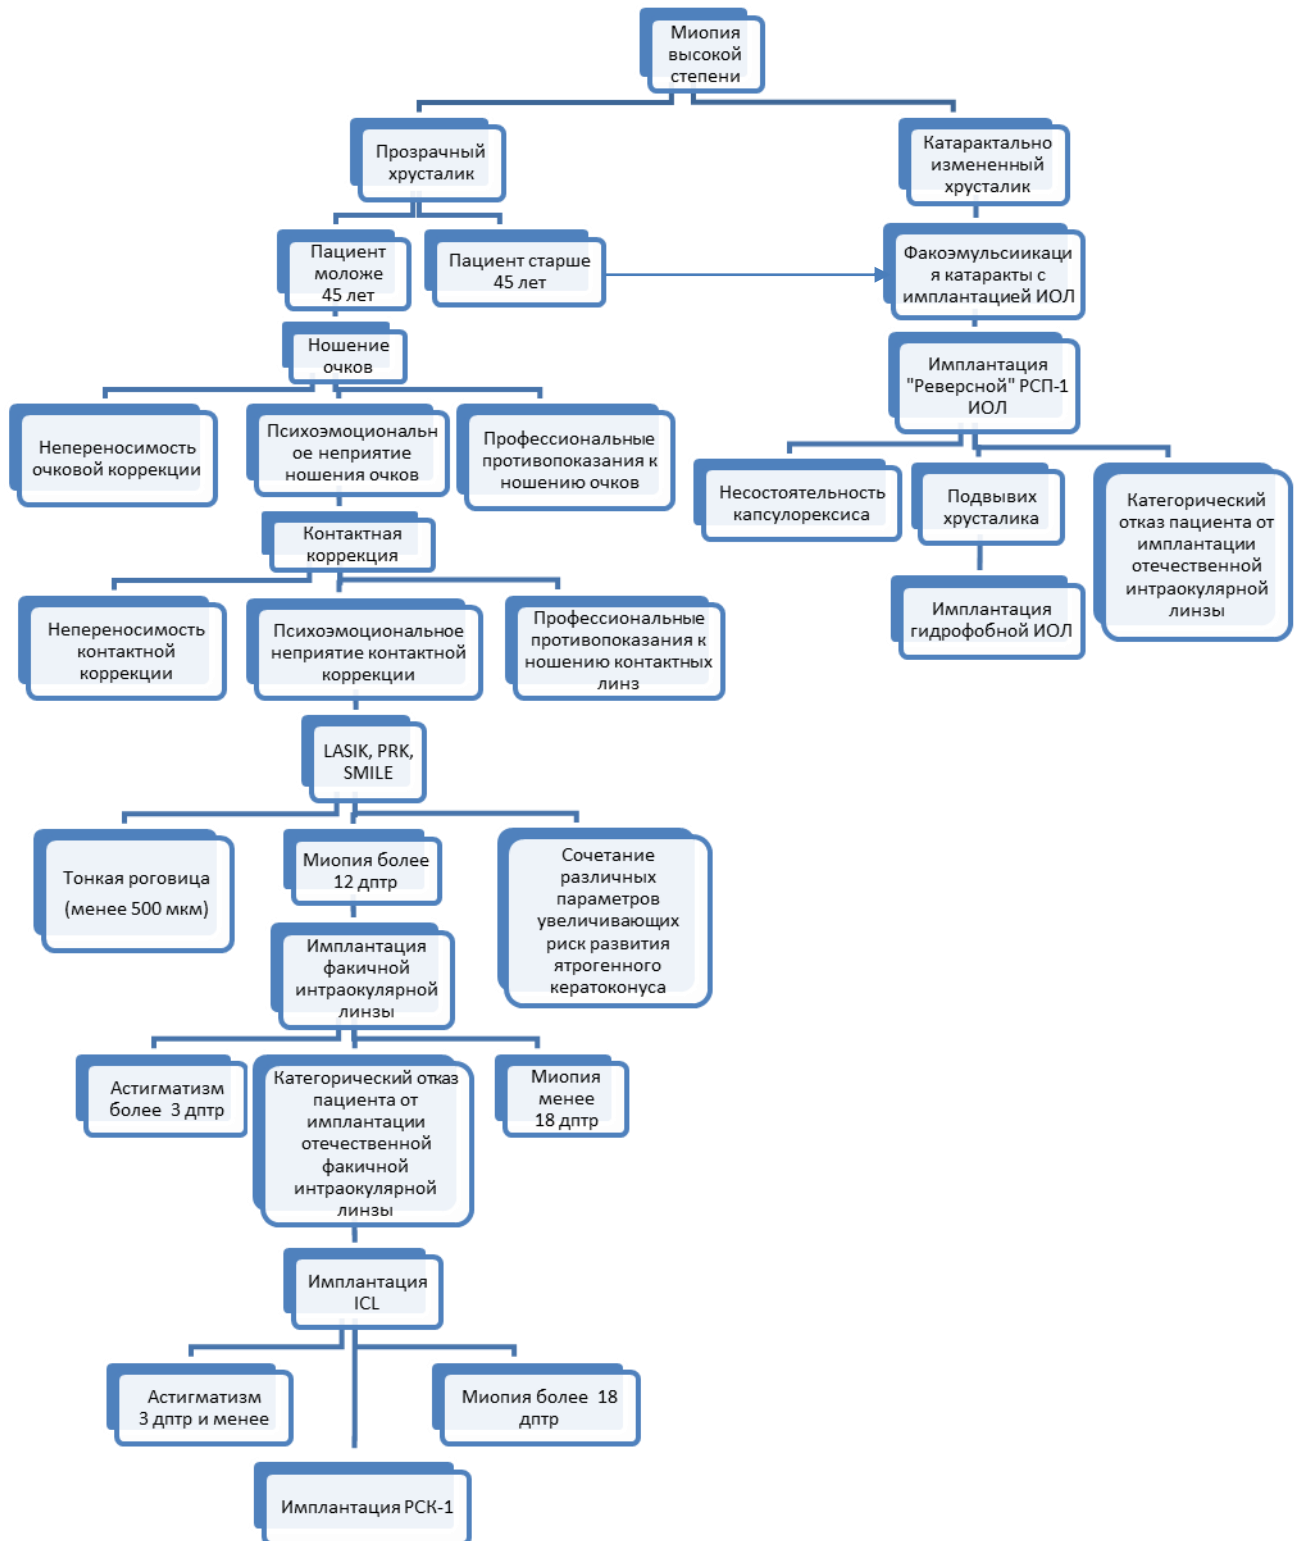 Миопия
высокой
степени
Прозрачный
хрусталик
Катарактально
измененный
хрусталик
Пациент
моложе
45 лет
Пациент старше
45 лет
Факоэмульсиикаци
я катаракты с
имплантацией ИОЛ
Ношение
очков
Имплантация
"Реверсной" РСП-1
ИОЛ
Непереносимость
очковой коррекции
Психоэмоциональн
ое неприятие
ношения очков
Профессиональные
противопоказания к
ношению очков
Несостоятельность
капсулорексиса
Подвывих
хрусталика
Категорический
отказ пациента от
имплантации
отечественной
интраокулярной
линзы
Контактная
коррекция
Имплантация
гидрофобной ИОЛ
Непереносимость
контактной
коррекции
Психоэмоциональное
неприятие контактной
коррекции
Профессиональные
противопоказания к
ношению контактных
линз
LASIK, PRK,
SMILE
Тонкая роговица
(менее 500 мкм)
Миопия более
12 дптр
Сочетание
различных
параметров
увеличивающих
риск развития
ятрогенного
кератоконуса
Имплантация
факичной
интраокулярной
линзы
Астигматизм
более 3 дптр
Категорический отказ
пациента от
имплантации
отечественной
факичной
интраокулярной
линзы
Миопия
менее
18 дптр
Имплантация
ICL
Астигматизм
3 дптр и менее
Миопия более 18
дптр
Имплантация РСК-1